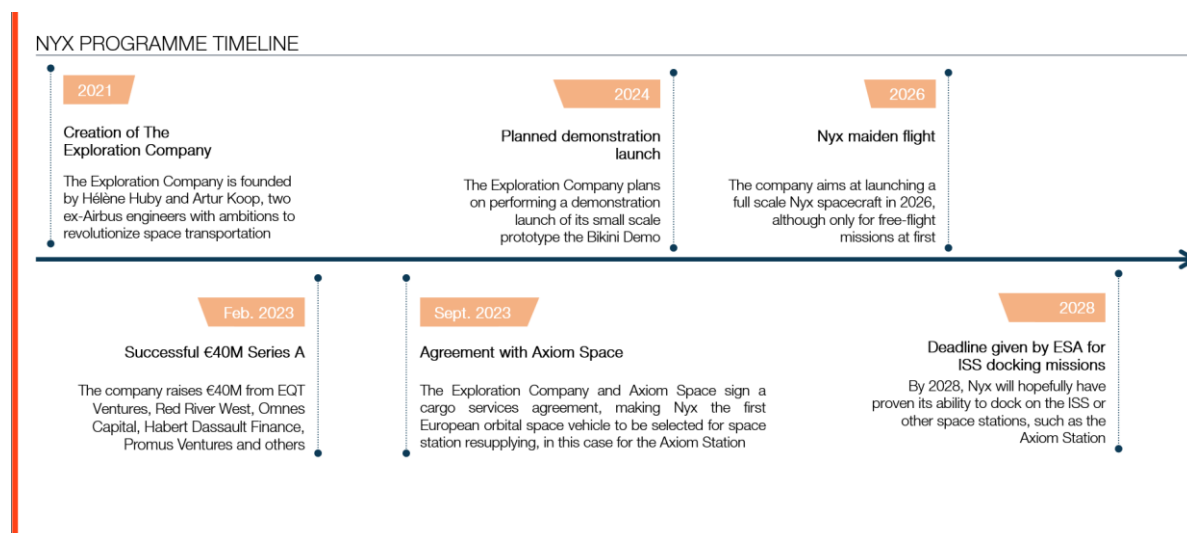 NYX PROGRAMME TIMELINE
2021
Creation of The
Exploration Company
The Exploration Company is founded
by Hélène Huby and Artur Koop, two
ex-Airbus engineers with ambitions to
revolutionize space transportation
2024
Planned demonstration
launch
The Exploration Company plans
on performing a demonstration
launch of its small scale
prototype the Bikini Demo
2026
Nyx maiden flight
The company aims at launching a
full scale Nyx spacecraft in 2026,
although only for free-flight
missions at first
Feb. 2023
Successful €40M Series A
The company raises €40M from EQT
Ventures, Red River West, Omnes
Capital, Habert Dassault Finance,
Promus Ventures and others
Sept. 2023
Agreement with Axiom Space
The Exploration Company and Axiom Space sign a
cargo services agreement, making Nyx the first
European orbital space vehicle to be selected for space
station resupplying, in this case for the Axiom Station
2028
Deadline given by ESA for
ISS docking missions
By 2028, Nyx will hopefully have
proven its ability to dock on the ISS or
other space stations, such as the
Axiom Station